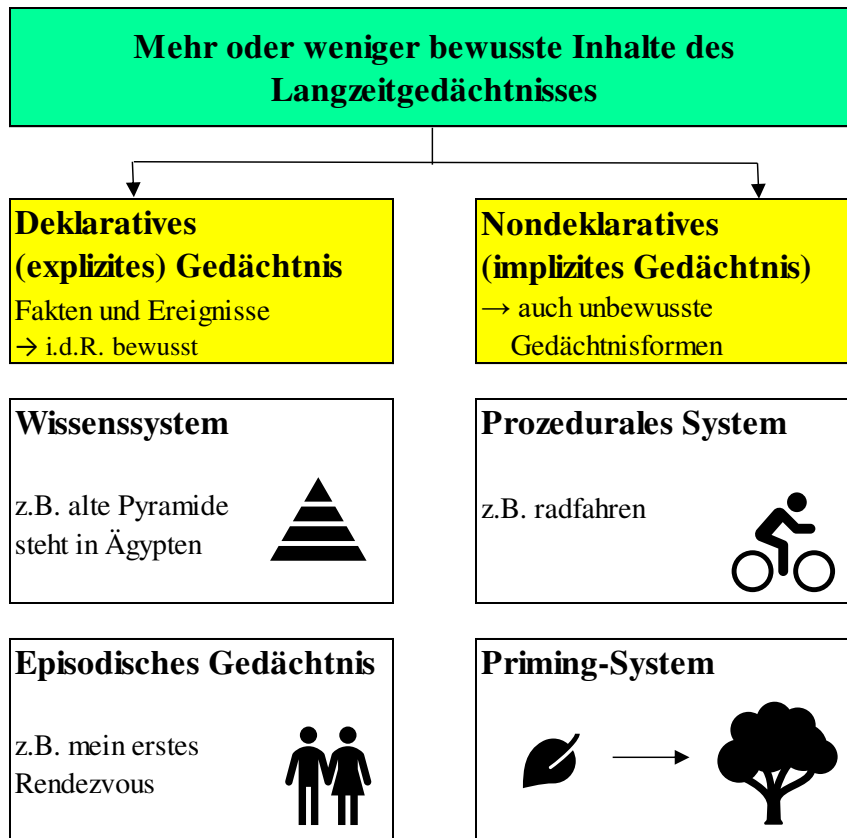 Mehr oder weniger bewusste Inhalte des
Langzeitgedächtnisses
Deklaratives
(explizites) Gedächtnis
Fakten und Ereignisse
→ i.d.R. bewusst
Nondeklaratives
(implizites Gedächtnis)
→ auch unbewusste
Gedächtnisformen
Wissenssystem
z.B. alte Pyramide
steht in Ägypten
Prozedurales System
z.B. radfahren
Episodisches Gedächtnis
z.B. mein erstes
Rendezvous
Priming-System